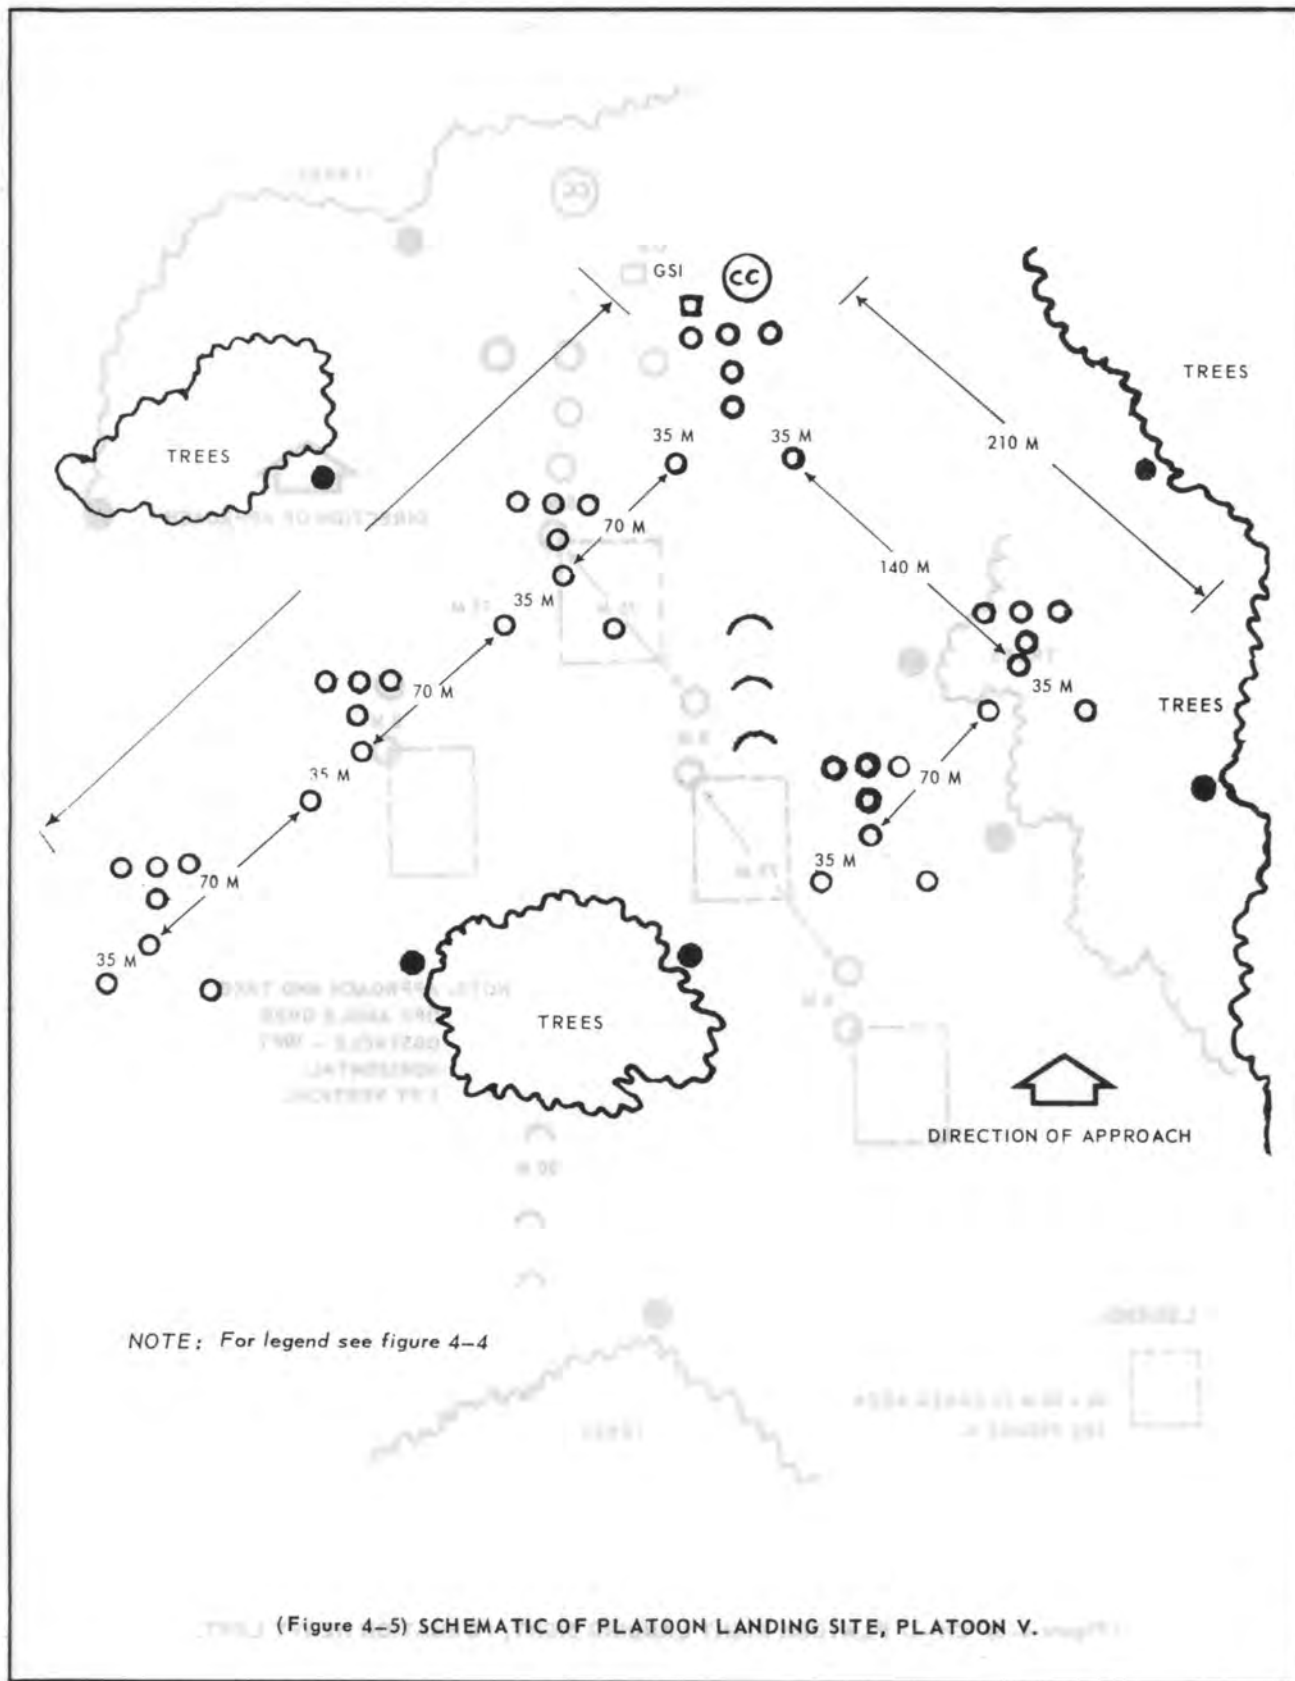 GSI
CC
TREES
35 M
35 M
210 M
TREES
70 M
140 M
35 M
70 M
35 M
TREES
35 M
70 M
35 M
70 M
35 M
TREES
DIRECTION OF APPROACH
NOTE: For legend see figure 4-4
(Figure 4-5) SCHEMATIC OF PLATOON LANDING SITE, PLATOON V.